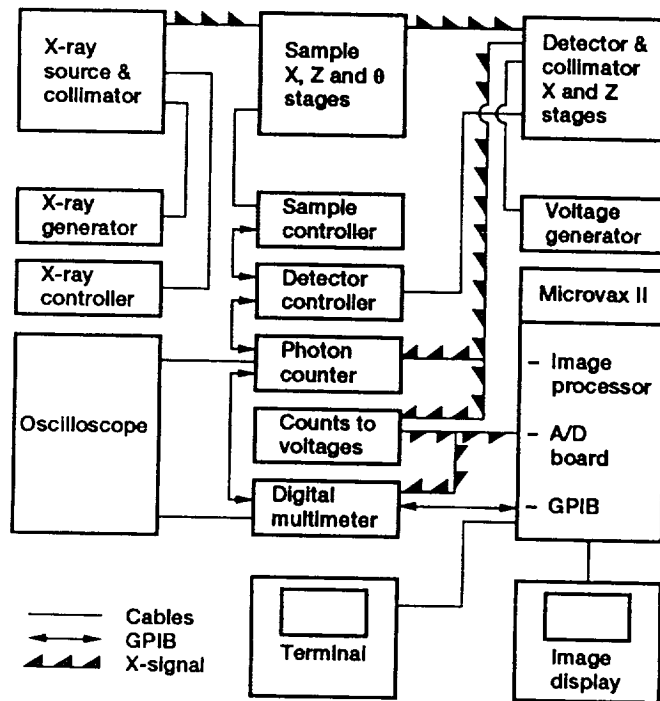 X-ray
source &
collimator
Sample
X, Z and θ
stages
Detector &
collimator
X and Z
stages
X-ray
generator
Sample
controller
Voltage
generator
X-ray
controller
Detector
controller
Microvax II
Oscilloscope
Photon
counter
– Image
processor
Counts to
voltages
– A/D
board
Digital
multimeter
– GPIB
Cables
GPIB
X-signal
Terminal
Image
display